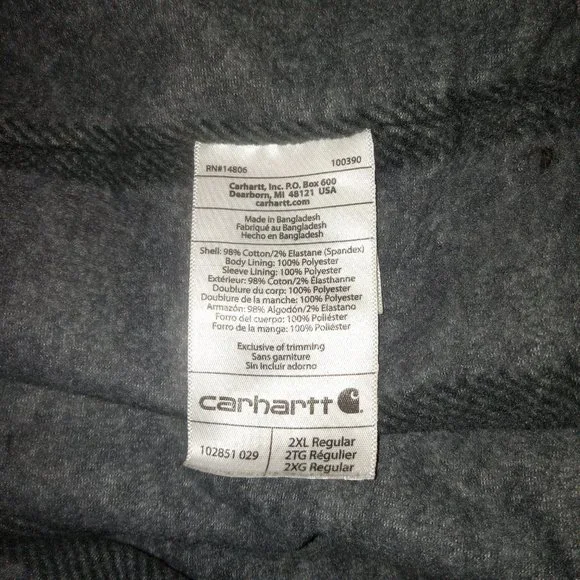 RN#14806 100390
Carhartt, Inc. P.O. Box 600
Dearborn, MI 48121 USA
carhartt.com
Made in Bangladesh
Fabriqué au Bangladesh
Hecho en Bangladesh
Shell: 98% Cotton/2% Elastane (Spandex)
Body Lining: 100% Polyester
Sleeve Lining: 100% Polyester
Extérieur: 98% Coton/2% Élasthanne
Doublure du corp: 100% Polyester
Doublure de la manche: 100% Polyester
Armazón: 98% Algodón/2% Elastano
Forro del cuerpo: 100% Poliéster
Forro de la manga: 100% Poliéster
Exclusive of trimming
Sans garniture
Sin incluir adorno
carhartt
102851 029
2XL Regular
2TG Régulier
2XG Regular